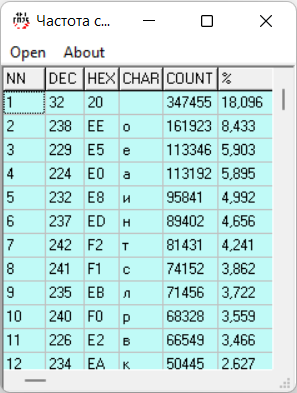 Частота с...
Open About
NN DEC HEX CHAR COUNT %
1 32 20 347455 18,096
2 238 EE о 161923 8,433
3 229 E5 е 113346 5,903
4 224 E0 а 113192 5,895
5 232 E8 и 95841 4,992
6 237 ED н 89402 4,656
7 242 F2 т 81431 4,241
8 241 F1 с 74152 3,862
9 235 EB л 71456 3,722
10 240 F0 р 68328 3,559
11 226 E2 в 66549 3,466
12 234 EA к 50445 2,627